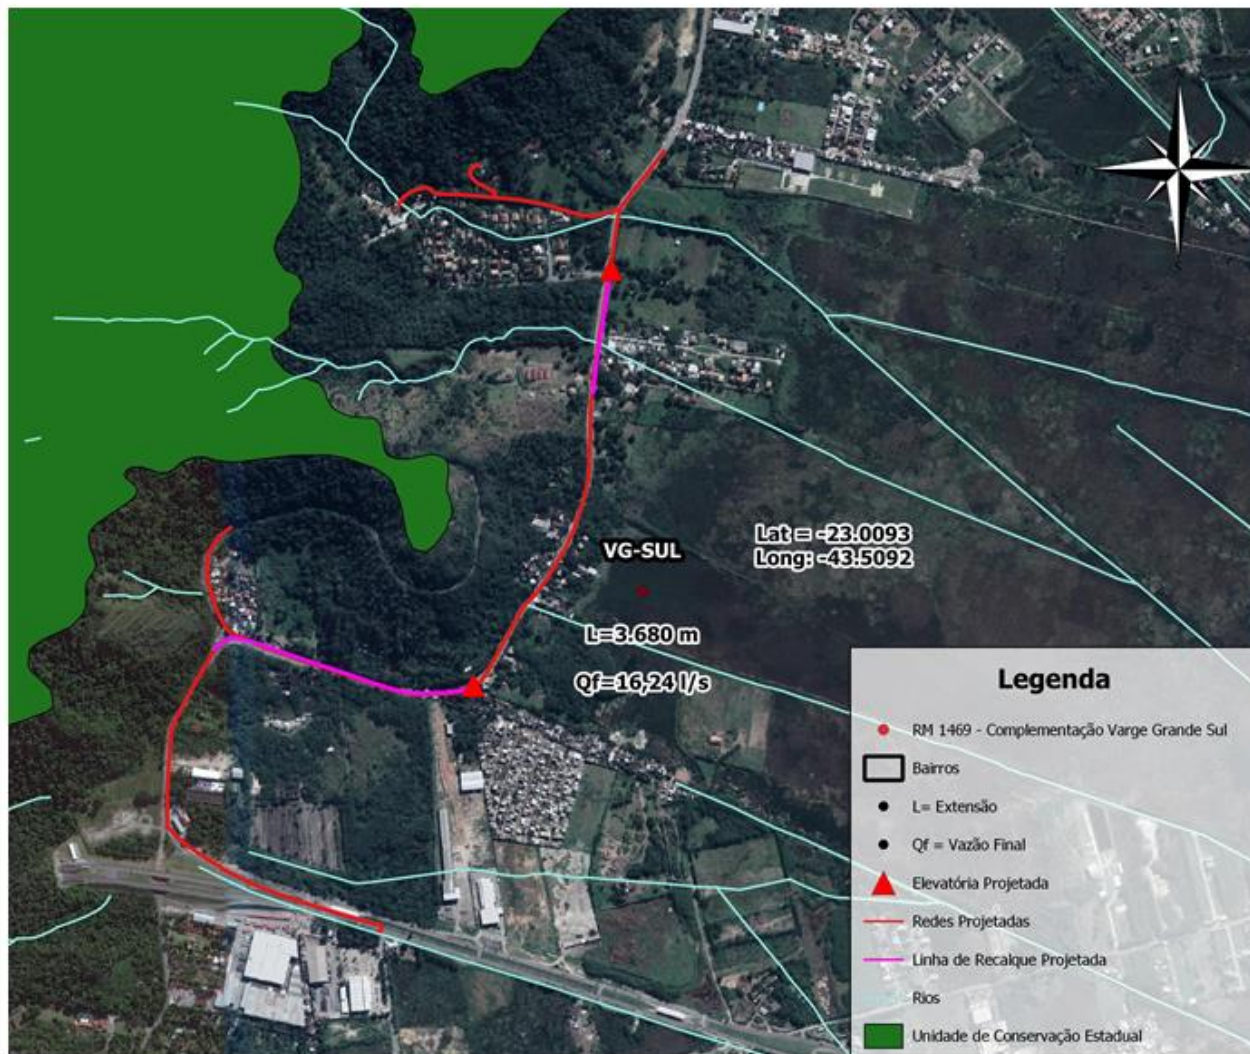 VG-SUL
Lat = -23.0093
Long: -43.5092
L=3.680 m
Qf=16,24 l/s
Legenda
RM 1469 - Complementação Varge Grande Sul
Bairros
L= Extensão
Qf = Vazão Final
Elevatória Projetada
Redes Projetadas
Linha de Recalque Projetada
Rios
Unidade de Conservação Estadual